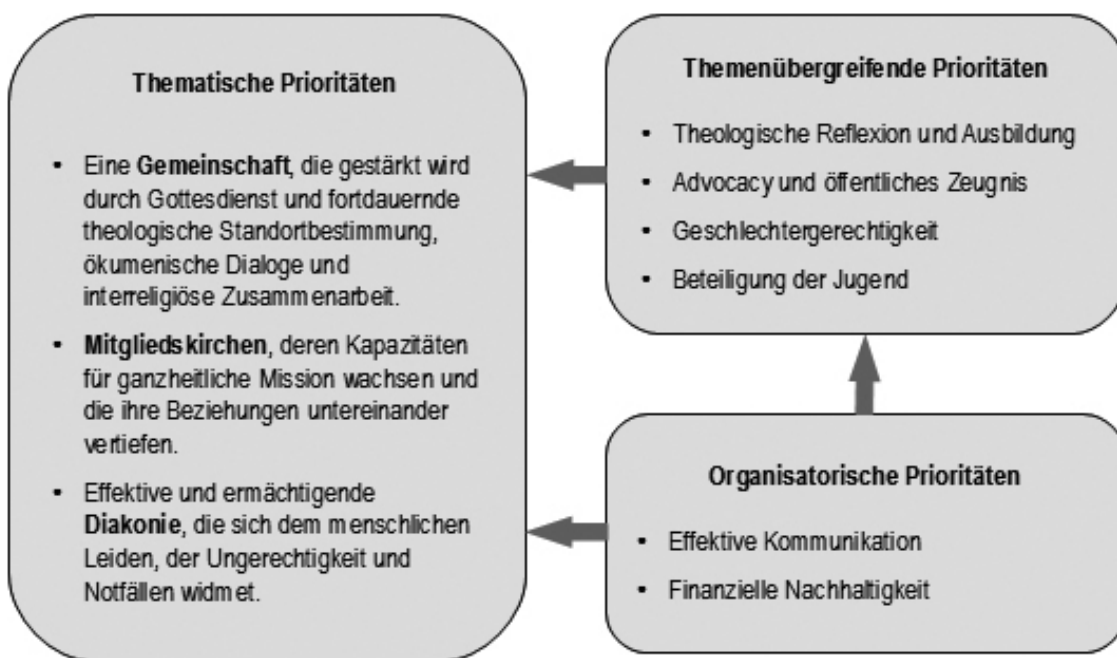 Thematische Prioritäten
• Eine Gemeinschaft, die gestärkt wird
durch Gottesdienst und fortdauernde
theologische Standortbestimmung,
ökumenische Dialoge und
interreligiöse Zusammenarbeit.
• Mitgliedskirchen, deren Kapazitäten
für ganzheitliche Mission wachsen und
die ihre Beziehungen untereinander
vertiefen.
• Effektive und ermächtigende
Diakonie, die sich dem menschlichen
Leiden, der Ungerechtigkeit und
Notfällen widmet.
Themenübergreifende Prioritäten
• Theologische Reflexion und Ausbildung
• Advocacy und öffentliches Zeugnis
• Geschlechtergerechtigkeit
• Beteiligung der Jugend
Organisatorische Prioritäten
• Effektive Kommunikation
• Finanzielle Nachhaltigkeit